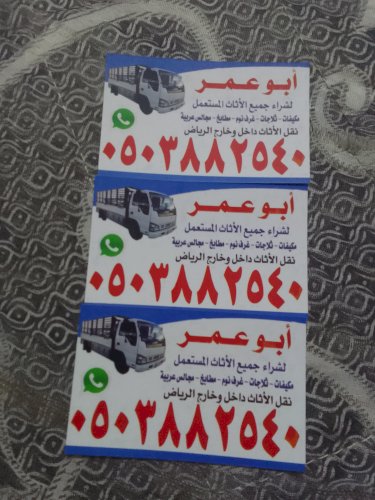 أبو عمر
لشراء جميع الأثاث المستعمل
مكيفات - ثلاجات - غرف نوم - مطابخ - مجالس عربية
نقل الأثاث داخل وخارج الرياض
٠٥٠٣٨٨٢٥٤٠
أبو عمر
لشراء جميع الأثاث المستعمل
مكيفات - ثلاجات - غرف نوم - مطابخ - مجالس عربية
نقل الأثاث داخل وخارج الرياض
٠٥٠٣٨٨٢٥٤٠
أبو عمر
لشراء جميع الأثاث المستعمل
مكيفات - ثلاجات - غرف نوم - مطابخ - مجالس عربية
نقل الأثاث داخل وخارج الرياض
٠٥٠٣٨٨٢٥٤٠